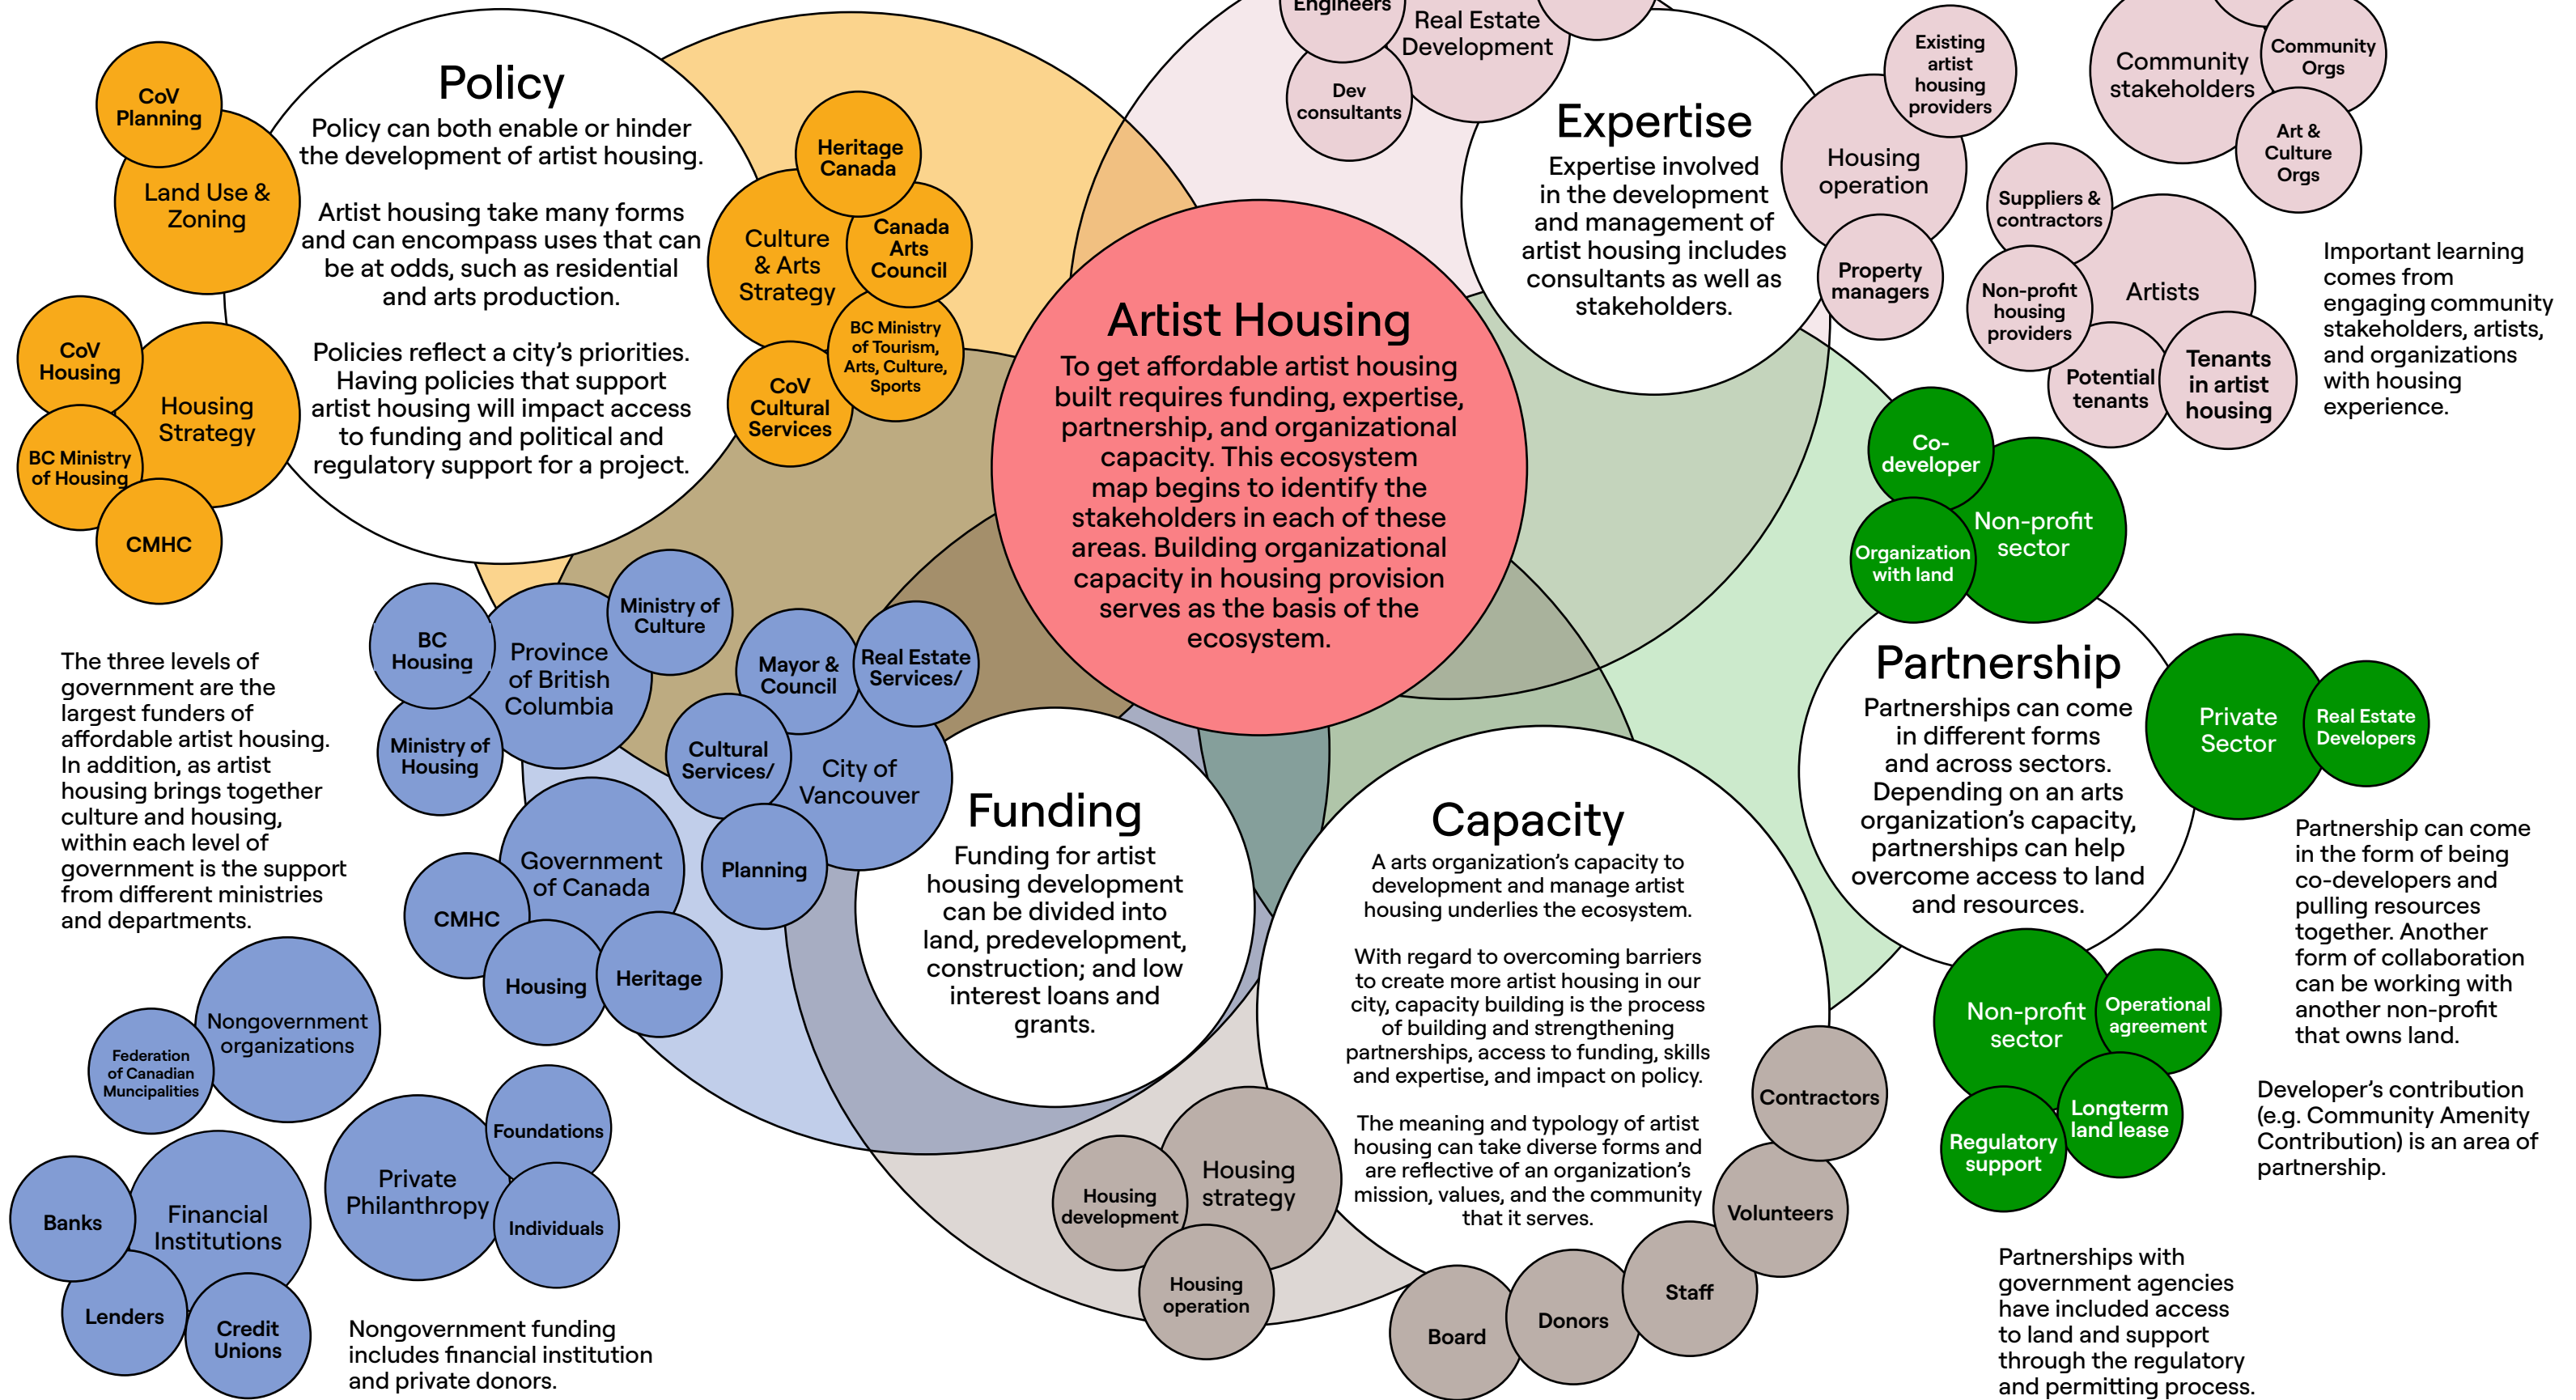 Policy
Policy can both enable or hinder
the development of artist housing.
Artist housing take many forms
and can encompass uses that can
be at odds, such as residential
and arts production.
Policies reflect a city’s priorities.
Having policies that support
artist housing will impact access
to funding and political and
regulatory support for a project.
CoV
Planning
Land Use &
Zoning
CoV
Housing
Housing
Strategy
BC Ministry
of Housing
CMHC
Heritage
Canada
Culture
& Arts
Strategy
Canada
Arts
Council
BC Ministry
of Tourism,
Arts, Culture,
Sports
CoV
Cultural
Services
Artist Housing
To get affordable artist housing
built requires funding, expertise,
partnership, and organizational
capacity. This ecosystem
map begins to identify the
stakeholders in each of these
areas. Building organizational
capacity in housing provision
serves as the basis of the
ecosystem.
Engineers
Real Estate
Development
Dev
consultants
Expertise
Expertise involved
in the development
and management of
artist housing includes
consultants as well as
stakeholders.
Existing
artist
housing
providers
Housing
operation
Property
managers
Community
stakeholders
Community
Orgs
Art &
Culture
Orgs
Suppliers &
contractors
Artists
Non-profit
housing
providers
Potential
tenants
Tenants
in artist
housing
Important learning
comes from
engaging community
stakeholders, artists,
and organizations
with housing
experience.
Co-
developer
Non-profit
sector
Organization
with land
Partnership
Partnerships can come
in different forms
and across sectors.
Depending on an arts
organization’s capacity,
partnerships can help
overcome access to land
and resources.
Private
Sector
Real Estate
Developers
Partnership can come
in the form of being
co-developers and
pulling resources
together. Another
form of collaboration
can be working with
another non-profit
that owns land.
Developer’s contribution
(e.g. Community Amenity
Contribution) is an area of
partnership.
Non-profit
sector
Operational
agreement
Longterm
land lease
Regulatory
support
Partnerships with
government agencies
have included access
to land and support
through the regulatory
and permitting process.
The three levels of
government are the
largest funders of
affordable artist housing.
In addition, as artist
housing brings together
culture and housing,
within each level of
government is the support
from different ministries
and departments.
BC
Housing
Province
of British
Columbia
Ministry of
Culture
Ministry of
Housing
Mayor &
Council
Real Estate
Services/
Cultural
Services/
City of
Vancouver
Planning
Government
of Canada
CMHC
Housing
Heritage
Funding
Funding for artist
housing development
can be divided into
land, predevelopment,
construction; and low
interest loans and
grants.
Nongovernment
organizations
Federation
of Canadian
Muncipalities
Private
Philanthropy
Foundations
Individuals
Banks
Financial
Institutions
Lenders
Credit
Unions
Nongovernment funding
includes financial institution
and private donors.
Capacity
A arts organization’s capacity to
development and manage artist
housing underlies the ecosystem.
With regard to overcoming barriers
to create more artist housing in our
city, capacity building is the process
of building and strengthening
partnerships, access to funding, skills
and expertise, and impact on policy.
The meaning and typology of artist
housing can take diverse forms and
are reflective of an organization’s
mission, values, and the community
that it serves.
Housing
strategy
Housing
development
Housing
operation
Contractors
Volunteers
Staff
Donors
Board